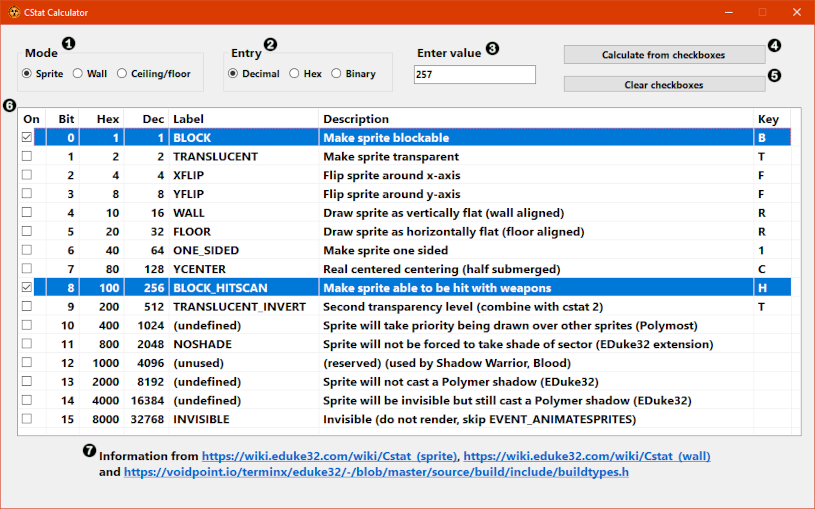 CStat Calculator
1 2 3 4
Mode Entry Enter value Calculate from checkboxes
Sprite Wall Ceiling/floor Decimal Hex Binary 257
5 Clear checkboxes
6
On Bit Hex Dec Label Description Key
0 1 1 BLOCK Make sprite blockable B
1 2 2 TRANSLUCENT Make sprite transparent T
2 4 4 XFLIP Flip sprite around x-axis F
3 8 8 YFLIP Flip sprite around y-axis F
4 10 16 WALL Draw sprite as vertically flat (wall aligned) R
5 20 32 FLOOR Draw sprite as horizontally flat (floor aligned) R
6 40 64 ONE_SIDED Make sprite one sided 1
7 80 128 YCENTER Real centered centering (half submerged) C
8 100 256 BLOCK_HITSCAN Make sprite able to be hit with weapons H
9 200 512 TRANSLUCENT_INVERT Second transparency level (combine with cstat 2) T
10 400 1024 (undefined) Sprite will take priority being drawn over other sprites (Polymost)
11 800 2048 NOSHADE Sprite will not be forced to take shade of sector (EDuke32 extension)
12 1000 4096 (unused) (reserved) (used by Shadow Warrior, Blood)
13 2000 8192 (undefined) Sprite will not cast a Polymer shadow (EDuke32)
14 4000 16384 (undefined) Sprite will be invisible but still cast a Polymer shadow (EDuke32)
15 8000 32768 INVISIBLE Invisible (do not render, skip EVENT_ANIMATESPRITES)
7 Information from https://wiki.eduke32.com/wiki/Cstat_(sprite), https://wiki.eduke32.com/wiki/Cstat_(wall)
and https://voidpoint.io/terminx/eduke32/-/blob/master/source/build/include/buildtypes.h